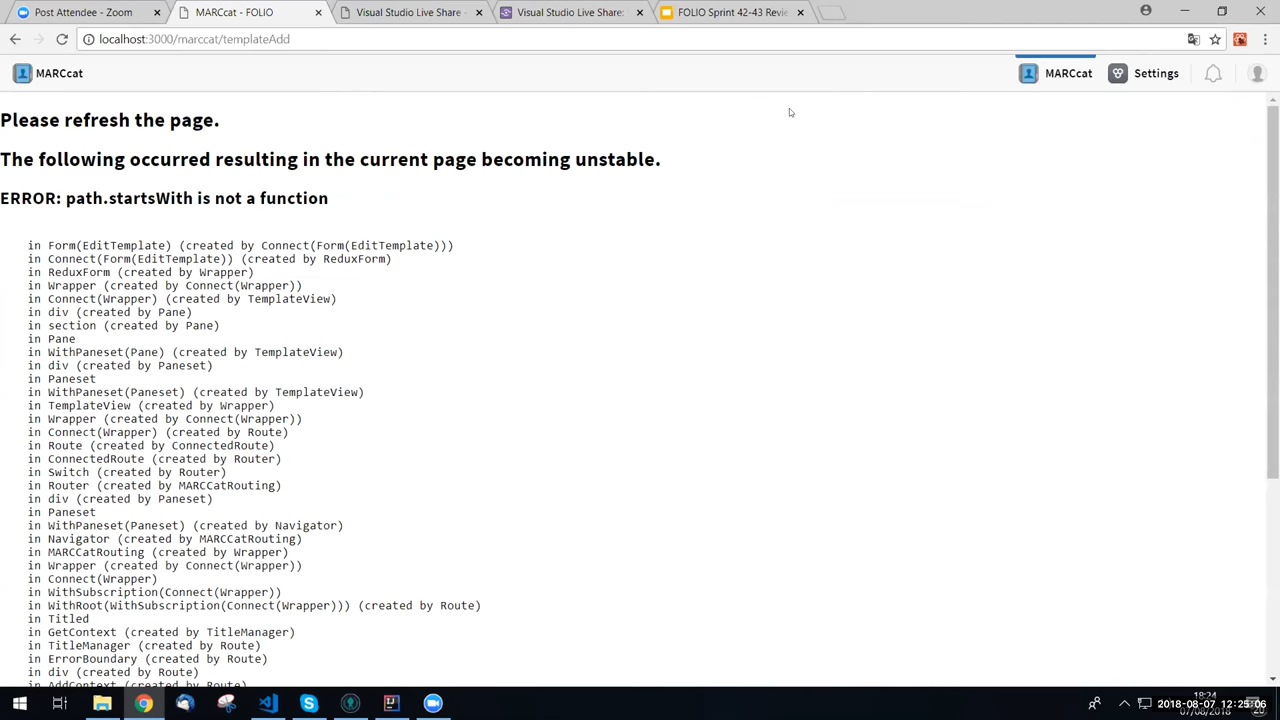 Post Attendee - Zoom
MARCcat - FOLIO
Visual Studio Live Share -
Visual Studio Live Share:
FOLIO Sprint 42-43 Revie
localhost:3000/marccat/templateAdd
MARCcat
MARCcat
Settings
Please refresh the page.
The following occurred resulting in the current page becoming unstable.
ERROR: path.startsWith is not a function
in Form(EditTemplate) (created by Connect(Form(EditTemplate)))
in Connect(Form(EditTemplate)) (created by ReduxForm)
in ReduxForm (created by Wrapper)
in Wrapper (created by Connect(Wrapper))
in Connect(Wrapper) (created by TemplateView)
in div (created by Pane)
in section (created by Pane)
in Pane
in WithPaneset(Pane) (created by TemplateView)
in div (created by Paneset)
in Paneset
in WithPaneset(Paneset) (created by TemplateView)
in TemplateView (created by Wrapper)
in Wrapper (created by Connect(Wrapper))
in Connect(Wrapper) (created by Route)
in Route (created by ConnectedRoute)
in ConnectedRoute (created by Router)
in Switch (created by Router)
in Router (created by MARCCatRouting)
in div (created by Paneset)
in Paneset
in WithPaneset(Paneset) (created by Navigator)
in Navigator (created by MARCCatRouting)
in MARCCatRouting (created by Wrapper)
in Wrapper (created by Connect(Wrapper))
in Connect(Wrapper)
in WithSubscription(Connect(Wrapper))
in WithRoot(WithSubscription(Connect(Wrapper))) (created by Route)
in Titled
in GetContext (created by TitleManager)
in TitleManager (created by Route)
in ErrorBoundary (created by Route)
in div (created by Route)
in AddContext (created by Route)
18:24
2018-08-07 12:25:06